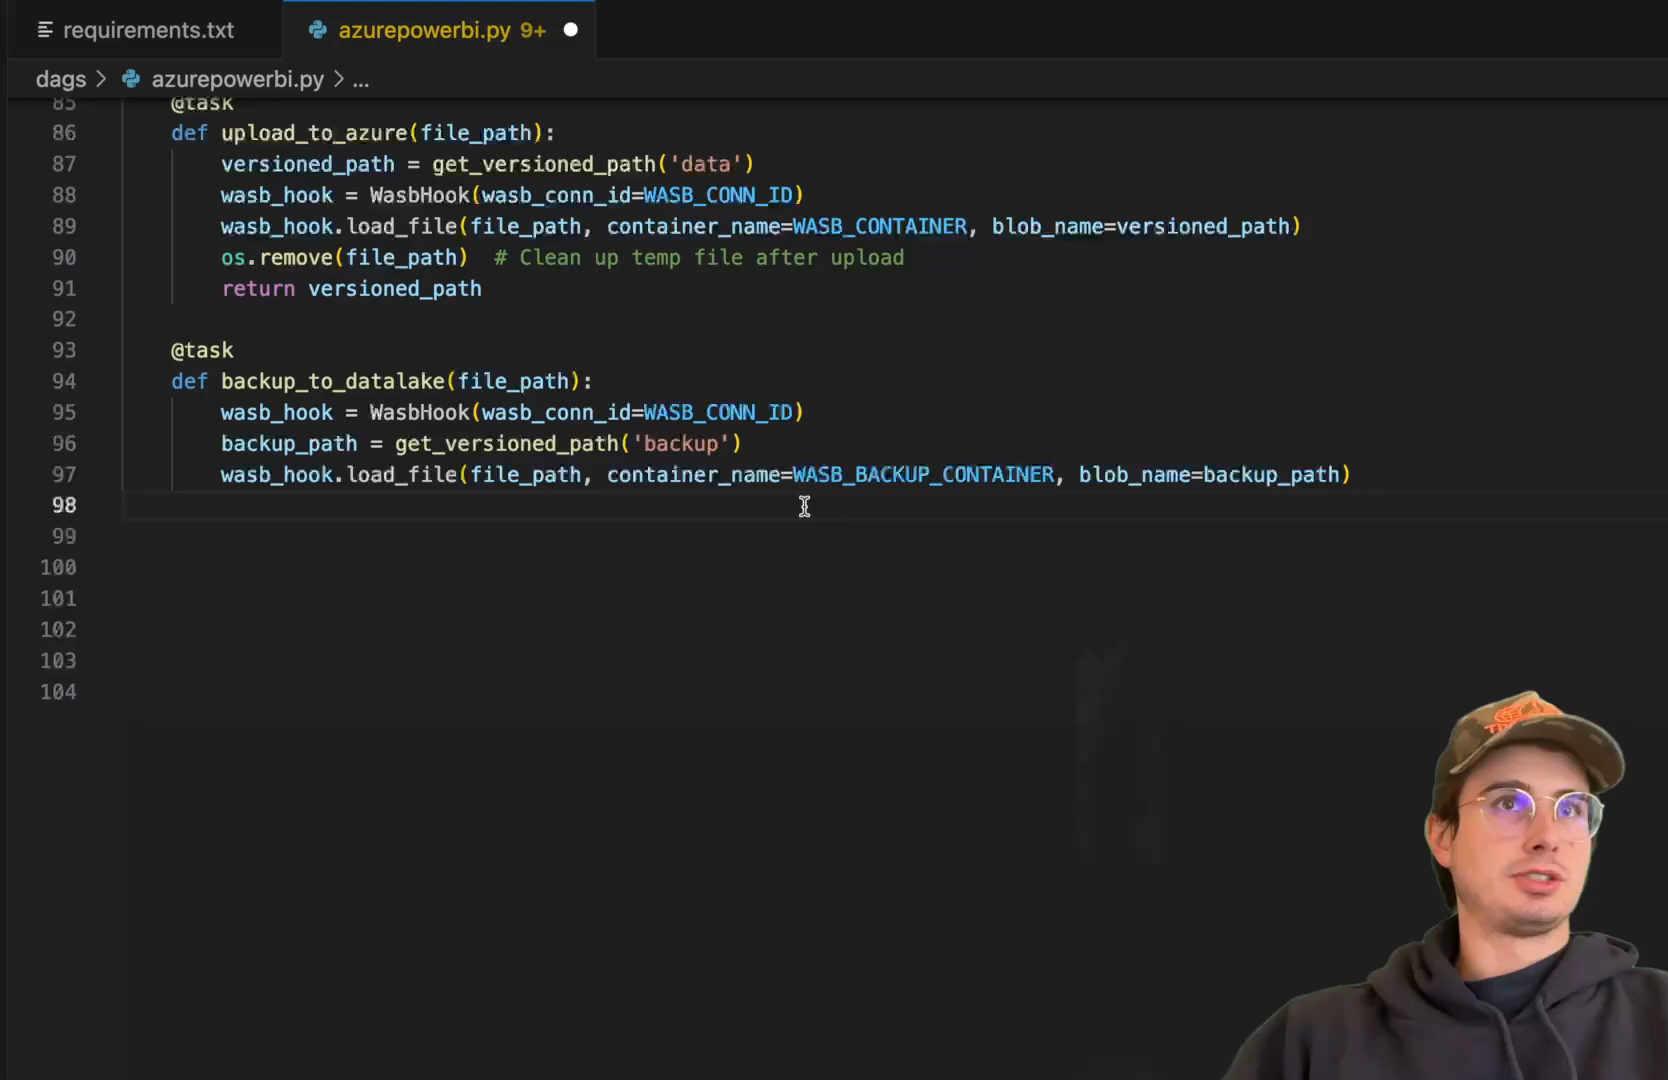 requirements.txt
azurepowerbi.py 9+
dags > azurepowerbi.py > ...
85 @task
86 def upload_to_azure(file_path):
87 versioned_path = get_versioned_path('data')
88 wasb_hook = WasbHook(wasb_conn_id=WASB_CONN_ID)
89 wasb_hook.load_file(file_path, container_name=WASB_CONTAINER, blob_name=versioned_path)
90 os.remove(file_path)  # Clean up temp file after upload
91 return versioned_path
92
93 @task
94 def backup_to_datalake(file_path):
95 wasb_hook = WasbHook(wasb_conn_id=WASB_CONN_ID)
96 backup_path = get_versioned_path('backup')
97 wasb_hook.load_file(file_path, container_name=WASB_BACKUP_CONTAINER, blob_name=backup_path)
98
99
100
101
102
103
104